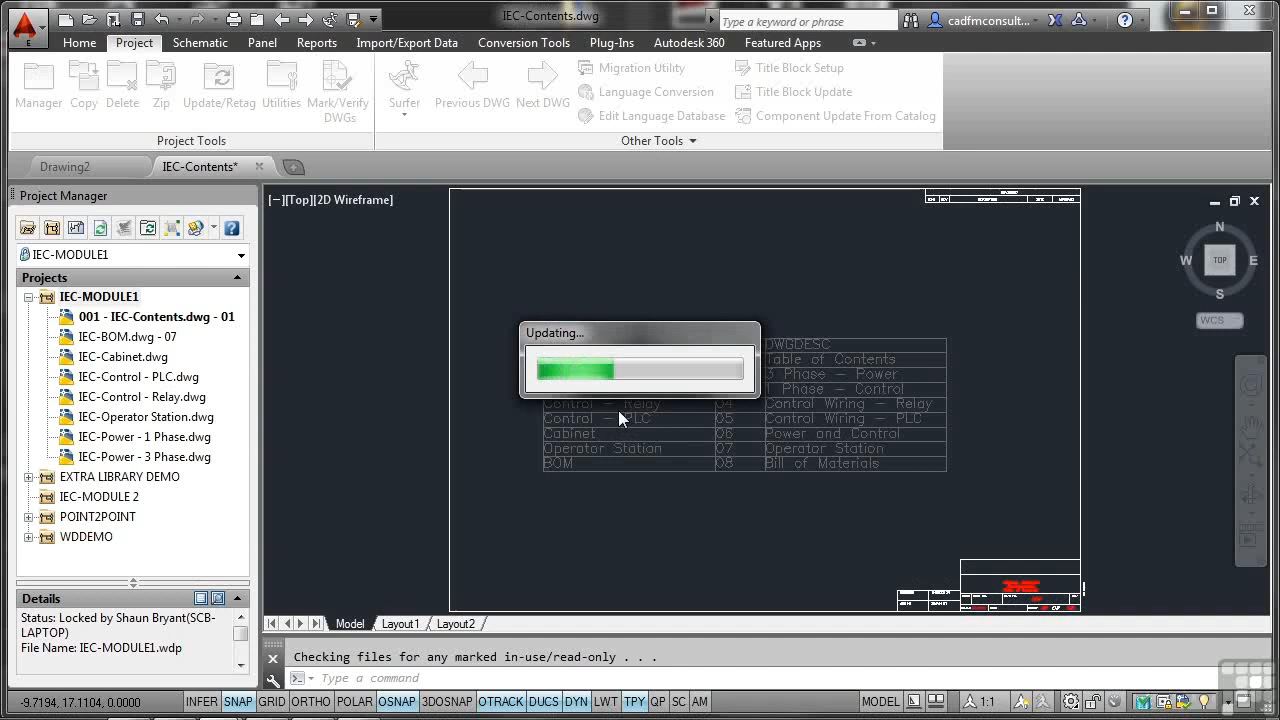 IEC-Contents.dwg
Type a keyword or phrase
cadfmconsult...
E
Home Project Schematic Panel Reports Import/Export Data Conversion Tools Plug-Ins Autodesk 360 Featured Apps
Manager Copy Delete Zip Update/Retag Utilities Mark/Verify DWGs
Surfer Previous DWG Next DWG
Migration Utility Title Block Setup
Language Conversion Title Block Update
Edit Language Database Component Update From Catalog
Project Tools Other Tools
Drawing2 IEC-Contents*
Project Manager
[−][Top][2D Wireframe]
IEC-MODULE1
Projects
IEC-MODULE1
001 - IEC-Contents.dwg - 01
IEC-BOM.dwg - 07
IEC-Cabinet.dwg
IEC-Control - PLC.dwg
IEC-Control - Relay.dwg
IEC-Operator Station.dwg
IEC-Power - 1 Phase.dwg
IEC-Power - 3 Phase.dwg
EXTRA LIBRARY DEMO
IEC-MODULE 2
POINT2POINT
WDDEMO
Details
Status: Locked by Shaun Bryant(SCB-
LAPTOP)
File Name: IEC-MODULE1.wdp
N
W TOP E
S
WCS
Updating...
DWGDESC
Table of Contents
3 Phase – Power
1 Phase – Control
Control – Relay 04 Control Wiring – Relay
Control – PLC 05 Control Wiring – PLC
Cabinet 06 Power and Control
Operator Station 07 Operator Station
BOM 08 Bill of Materials
Model Layout1 Layout2
Checking files for any marked in-use/read-only . . .
Type a command
-9.7194, 17.1104, 0.0000 INFER SNAP GRID ORTHO POLAR OSNAP 3DOSNAP OTRACK DUCS DYN LWT TPY QP SC AM MODEL 1:1